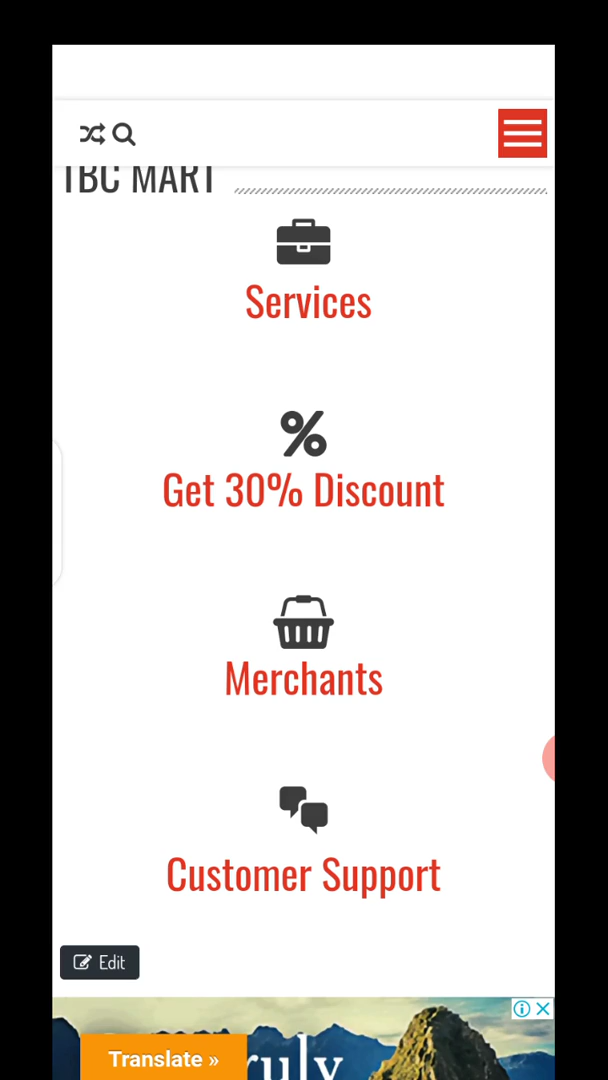 TBC MART
Services
%
Get 30% Discount
Merchants
Customer Support
Edit
Translate »